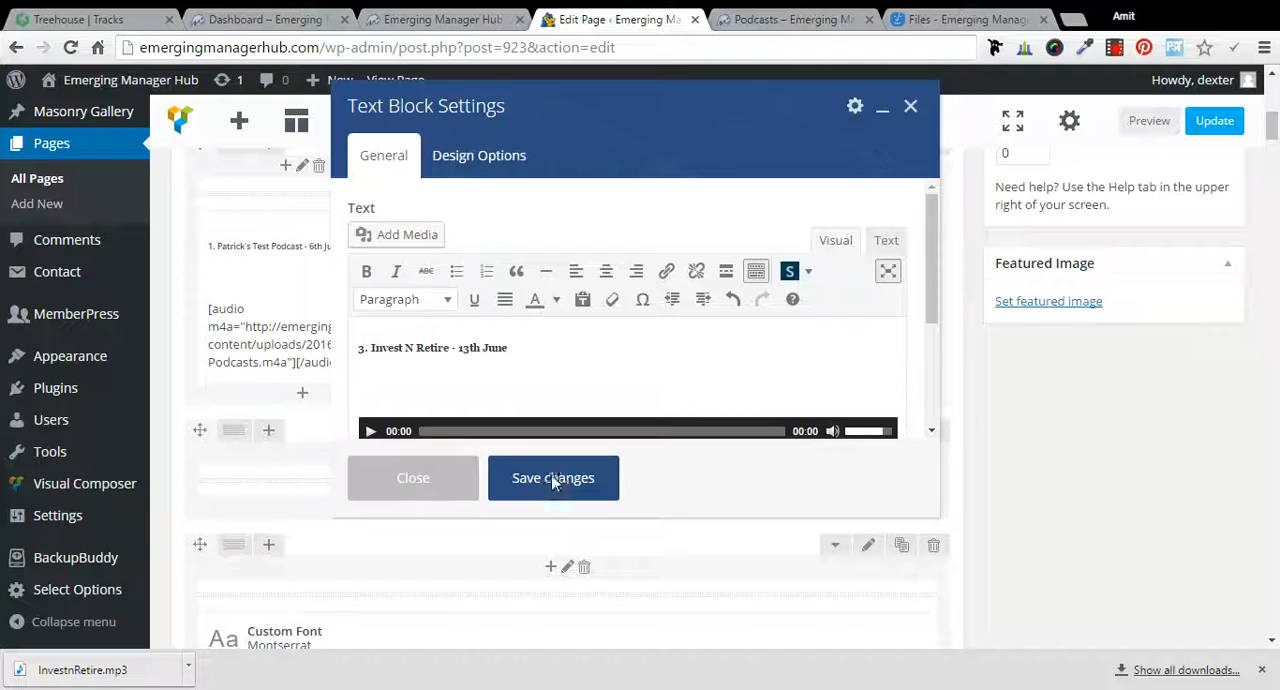 Treehouse | Tracks
Dashboard ‹ Emerging
Emerging Manager Hub
Edit Page ‹ Emerging Ma
Podcasts – Emerging M
Files - Emerging Manag
Amit
emergingmanagerhub.com/wp-admin/post.php?post=923&action=edit
Emerging Manager Hub
1
0
New
View Page
Howdy, dexter
Masonry Gallery
Pages
All Pages
Add New
Comments
Contact
MemberPress
Appearance
Plugins
Users
Tools
Visual Composer
Settings
BackupBuddy
Select Options
Collapse menu
1. Patrick's Test Podcast - 6th Ju
[audio
m4a="http://emerging
content/uploads/2016
Podcasts.m4a"][/audio
Text Block Settings
General
Design Options
Text
Add Media
Visual
Text
B I ABC
S
Paragraph
U
A
Ω
3. Invest N Retire - 13th June
00:00
00:00
Close
Save changes
Aa
Custom Font
Montserrat
Preview
Update
0
Need help? Use the Help tab in the upper
right of your screen.
Featured Image
Set featured image
InvestnRetire.mp3
Show all downloads...